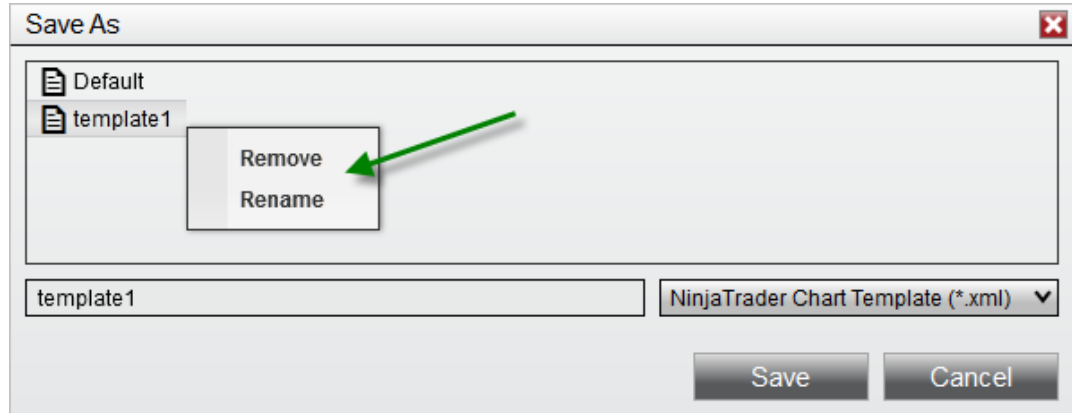 Save As
Default
template1
Remove
Rename
template1
NinjaTrader Chart Template (*.xml)
Save
Cancel